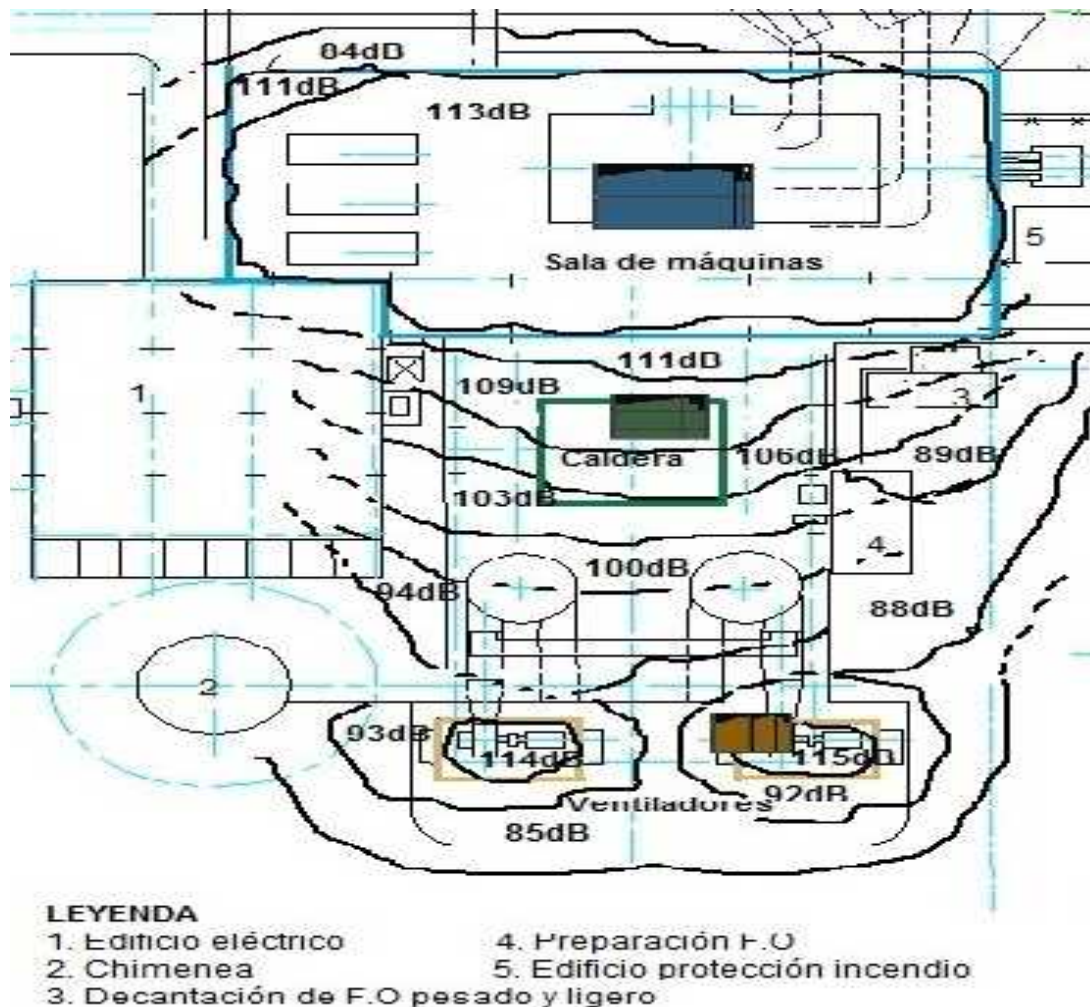 84dB
111dB
113dB
5
Sala de máquinas
111dB
109dB
1
3
Caldera
106dB
89dB
103dB
4
100dB
94dB
88dB
2
93dB
114dB
115dB
92dB
Ventiladores
85dB
LEYENDA
1. Edificio eléctrico
2. Chimenea
3. Decantación de F.O pesado y ligero
4. Preparación F.O
5. Edificio protección incendio